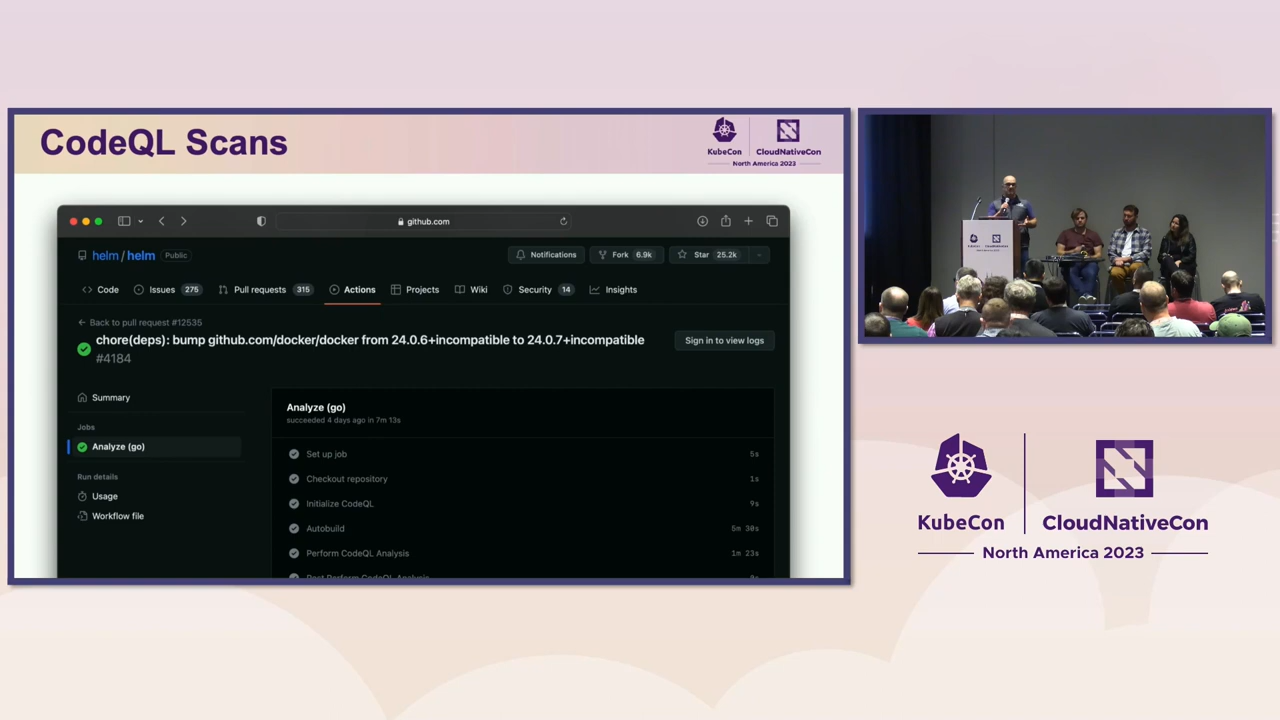 CodeQL Scans
KubeCon
CloudNativeCon
North America 2023
github.com
helm / helm Public
Notifications
Fork 6.9k
Star 25.2k
Code
Issues 275
Pull requests 315
Actions
Projects
Wiki
Security 14
Insights
← Back to pull request #12535
chore(deps): bump github.com/docker/docker from 24.0.6+incompatible to 24.0.7+incompatible
#4184
Sign in to view logs
Summary
Jobs
Analyze (go)
Run details
Usage
Workflow file
Analyze (go)
succeeded 4 days ago in 7m 13s
Set up job 5s
Checkout repository 1s
Initialize CodeQL 9s
Autobuild 5m 30s
Perform CodeQL Analysis 1m 23s
Post Perform CodeQL Analysis
KubeCon
CloudNativeCon
North America 2023